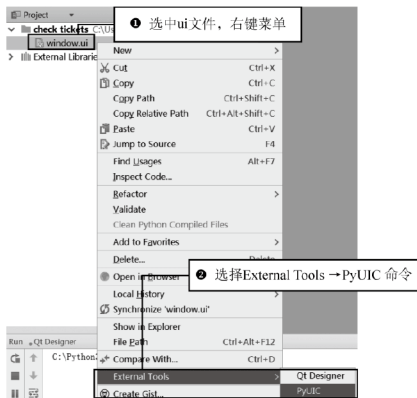 Project
❶ 选中ui文件，右键菜单
check tickets C:\Us
window.ui
External Librarie
New
Cut Ctrl+X
Copy Ctrl+C
Copy Path Ctrl+Shift+C
Copy Relative Path Ctrl+Alt+Shift+C
Paste Ctrl+V
Jump to Source F4
Find Usages Alt+F7
Inspect Code...
Refactor
Validate
Clean Python Compiled Files
Add to Favorites
Delete... Delete
❷ 选择External Tools →PyUIC 命令
Open in Browser
Local History
Synchronize 'window.ui'
Show in Explorer
File Path Ctrl+Alt+F12
Run Qt Designer
C:\Python
Compare With... Ctrl+D
External Tools
Qt Designer
PyUIC
Create Gist...